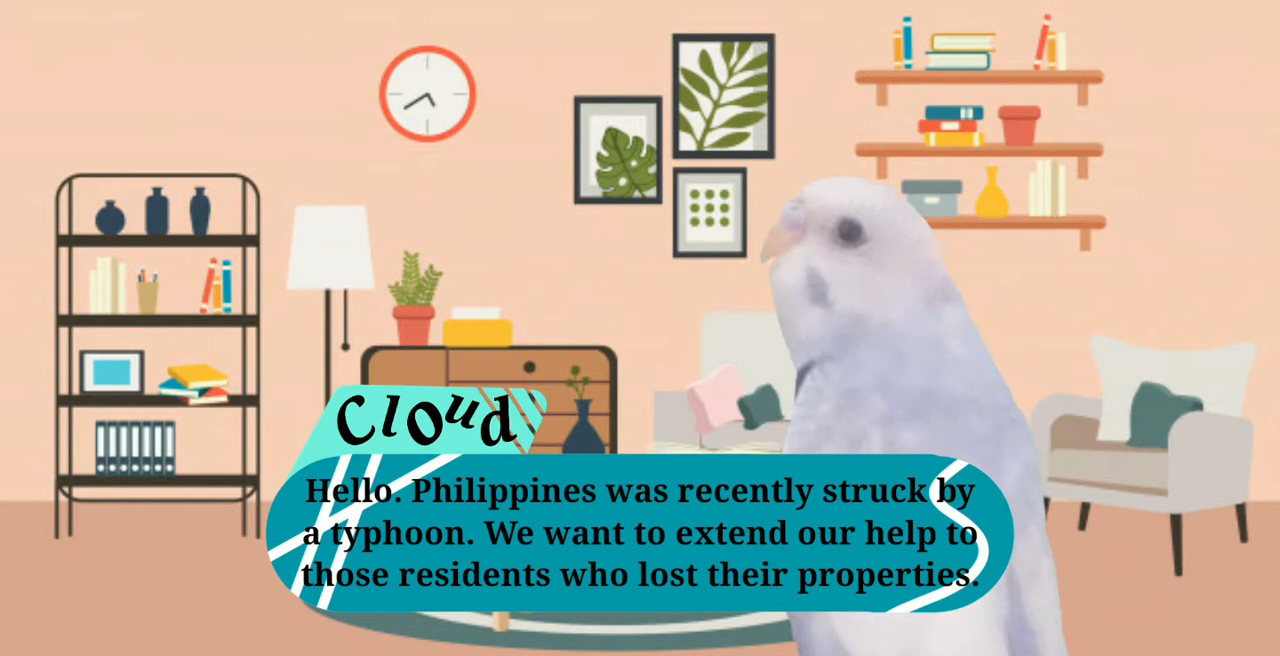 Cloud
Hello. Philippines was recently struck by
a typhoon. We want to extend our help to
those residents who lost their properties.